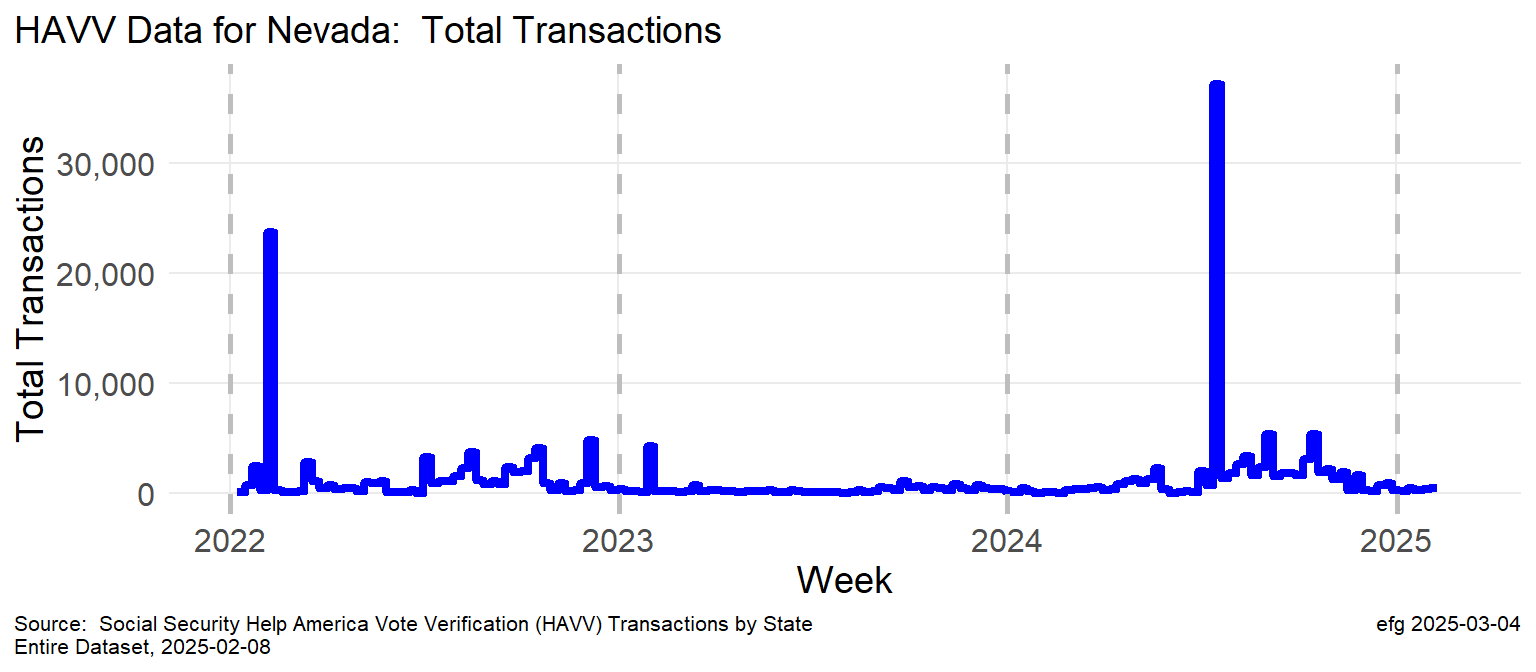 HAVV Data for Nevada:  Total Transactions
Total Transactions
30,000
20,000
10,000
0
2022
2023
2024
2025
Week
Source:  Social Security Help America Vote Verification (HAVV) Transactions by State
Entire Dataset, 2025-02-08
efg 2025-03-04